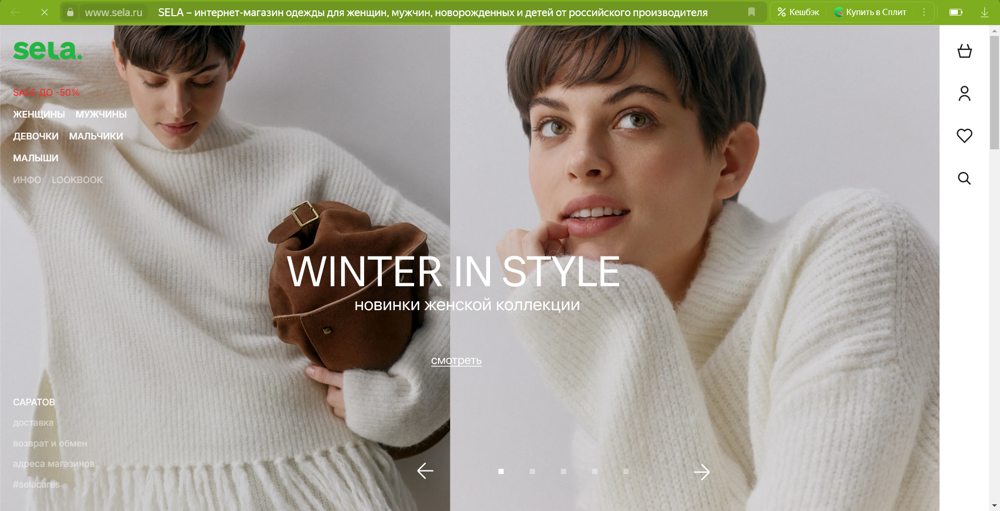 www.sela.ru SELA – интернет-магазин одежды для женщин, мужчин, новорожденных и детей от российского производителя Кешбэк Купить в Сплит
sela.
SALE ДО -50%
ЖЕНЩИНЫ МУЖЧИНЫ
ДЕВОЧКИ МАЛЬЧИКИ
МАЛЫШИ
ИНФО LOOKBOOK
WINTER IN STYLE
новинки женской коллекции
смотреть
САРАТОВ
доставка
возврат и обмен
адреса магазинов
#selacares